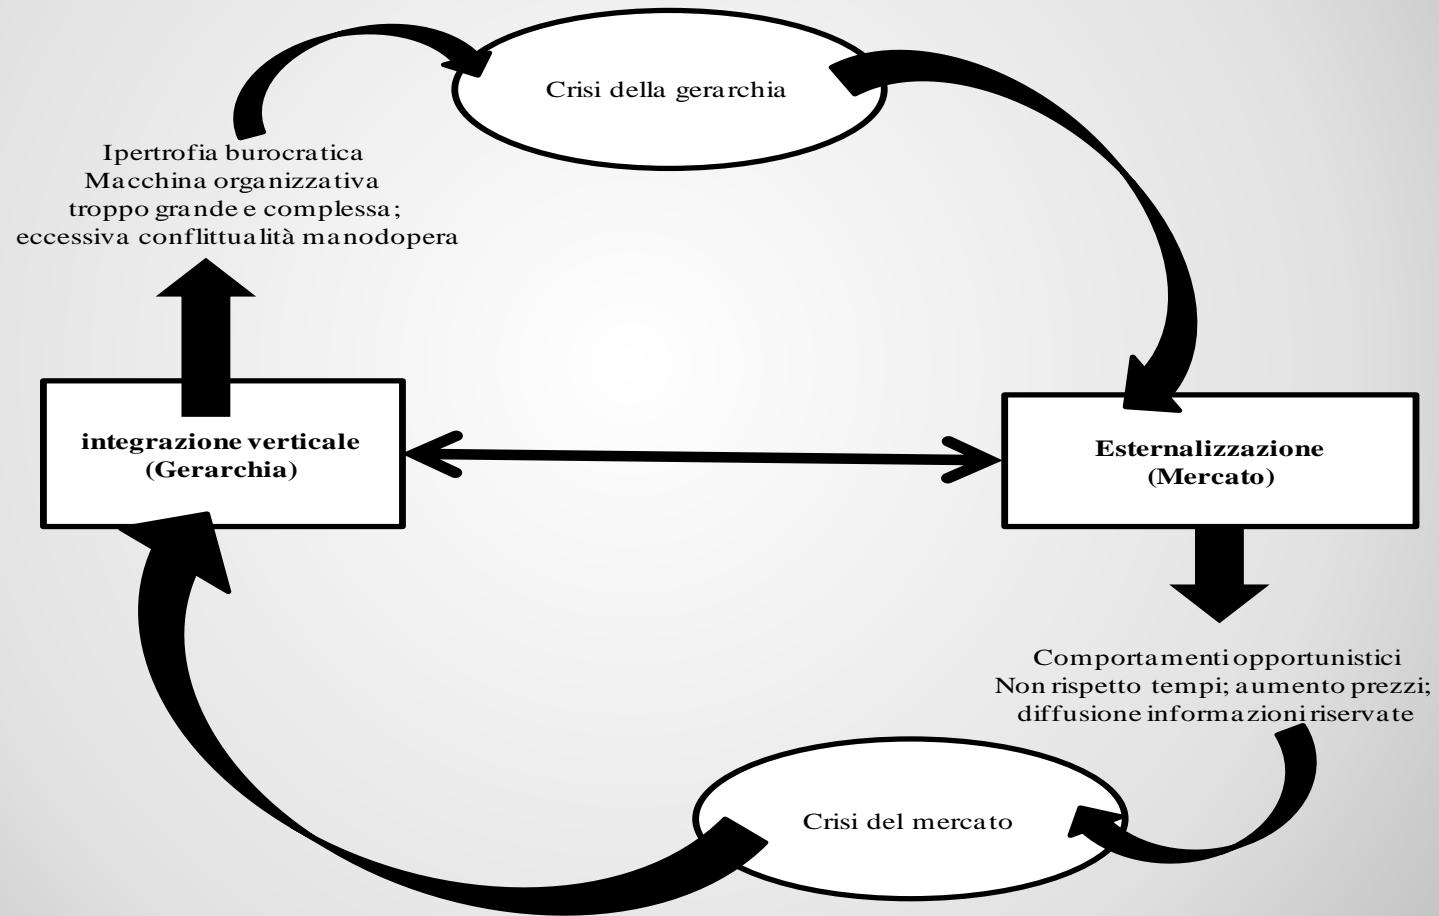 Crisi della gerarchia
Ipertrofia burocratica
Macchina organizzativa
troppo grande e complessa;
eccessiva conflittualità manodopera
integrazione verticale
(Gerarchia)
Esternalizzazione
(Mercato)
Comportamenti opportunistici
Non rispetto tempi; aumento prezzi;
diffusione informazioni riservate
Crisi del mercato